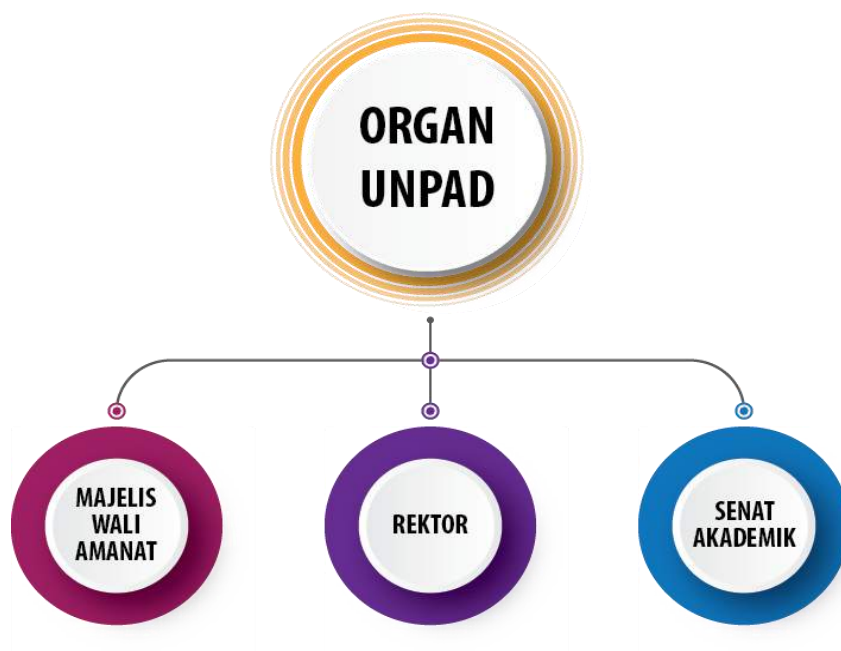 ORGAN
UNPAD
MAJELIS
WALI
AMANAT
REKTOR
SENAT
AKADEMIK